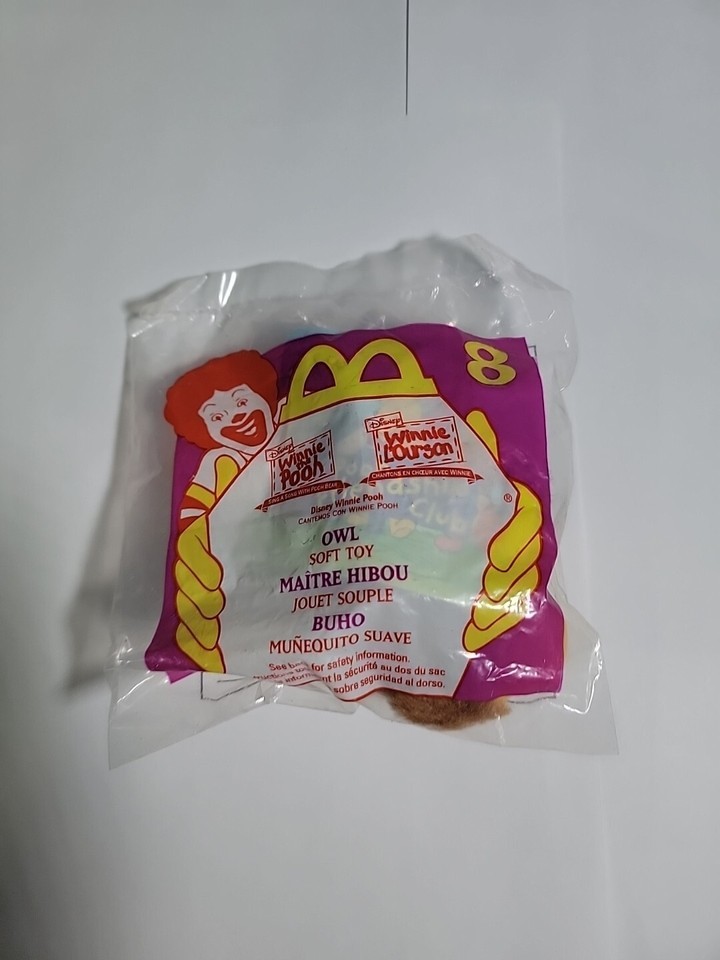 8
Disney
Winnie
the
Pooh
SING A SONG WITH POOH BEAR
Disney
Winnie
L'Ourson
CHANTONS EN CHŒUR AVEC WINNIE
®
Disney Winnie Pooh
CANTEMOS CON WINNIE POOH
OWL
SOFT TOY
MAÎTRE HIBOU
JOUET SOUPLE
BUHO
MUÑEQUITO SUAVE
See bag for safety information.
la sécurité au dos du sac
sobre seguridad al dorso.
Club